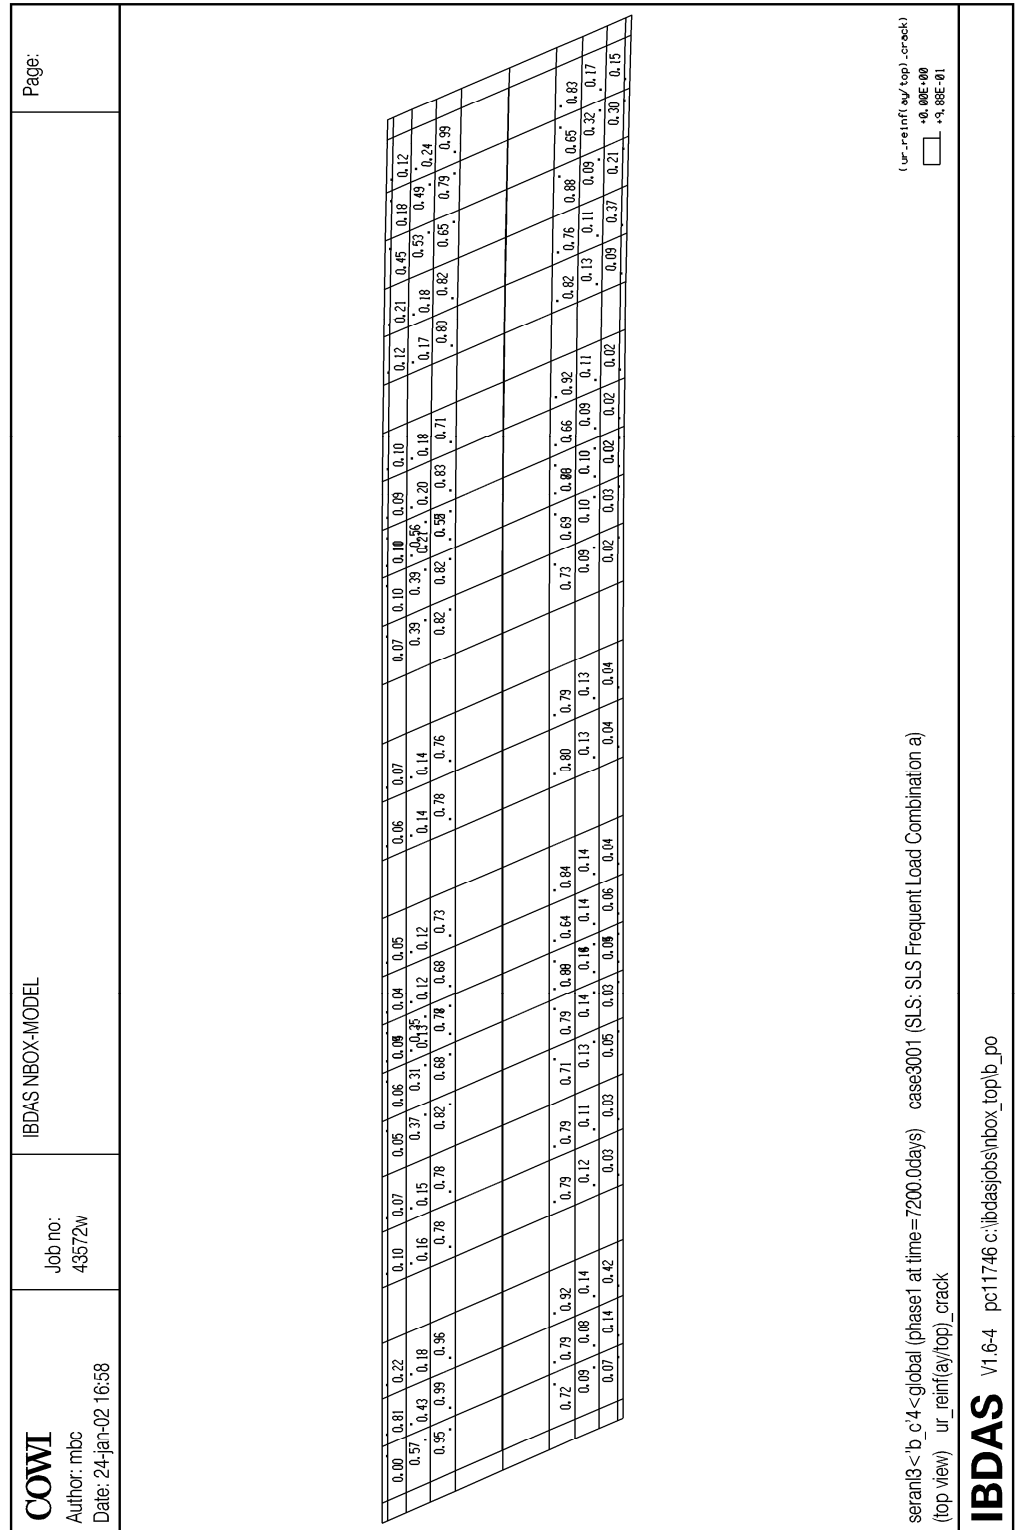 COWI
Author: mbc
Date: 24-jan-02 16:58
Job no:
43572w
IBDAS NBOX-MODEL
Page:
0.00 0.81 0.22 0.10 0.07 0.05 0.06 0.04 0.05 0.06 0.07 0.07 0.10 0.10 0.09 0.10 0.12 0.21 0.45 0.18 0.12
0.57 0.43 0.18 0.16 0.15 0.37 0.31 0.12 0.12 0.14 0.14 0.39 0.39 0.56 0.21 0.20 0.18 0.17 0.18 0.53 0.49 0.24
0.95 0.99 0.96 0.78 0.78 0.82 0.68 0.68 0.73 0.78 0.76 0.82 0.82 0.83 0.71 0.80 0.82 0.65 0.79 0.99
0.72 0.79 0.92 0.79 0.79 0.71 0.79 0.64 0.84 0.80 0.79 0.73 0.69 0.66 0.92 0.82 0.76 0.88 0.65 0.83
0.09 0.08 0.14 0.12 0.11 0.13 0.14 0.14 0.14 0.13 0.13 0.09 0.10 0.10 0.09 0.11 0.13 0.11 0.09 0.32 0.17
0.07 0.14 0.42 0.03 0.03 0.05 0.03 0.06 0.04 0.04 0.04 0.02 0.03 0.02 0.02 0.02 0.09 0.37 0.21 0.30 0.15
(ur_reinf(ay/top)_crack)
+0.00E+00
+9.88E-01
seranl3<'b_c'4<global (phase1 at time=7200.0days) case3001 (SLS: SLS Frequent Load Combination a)
(top view) ur_reinf(ay/top)_crack
IBDAS V1.6-4 pc11746 c:\ibdasjobs\nbox_top\b_po